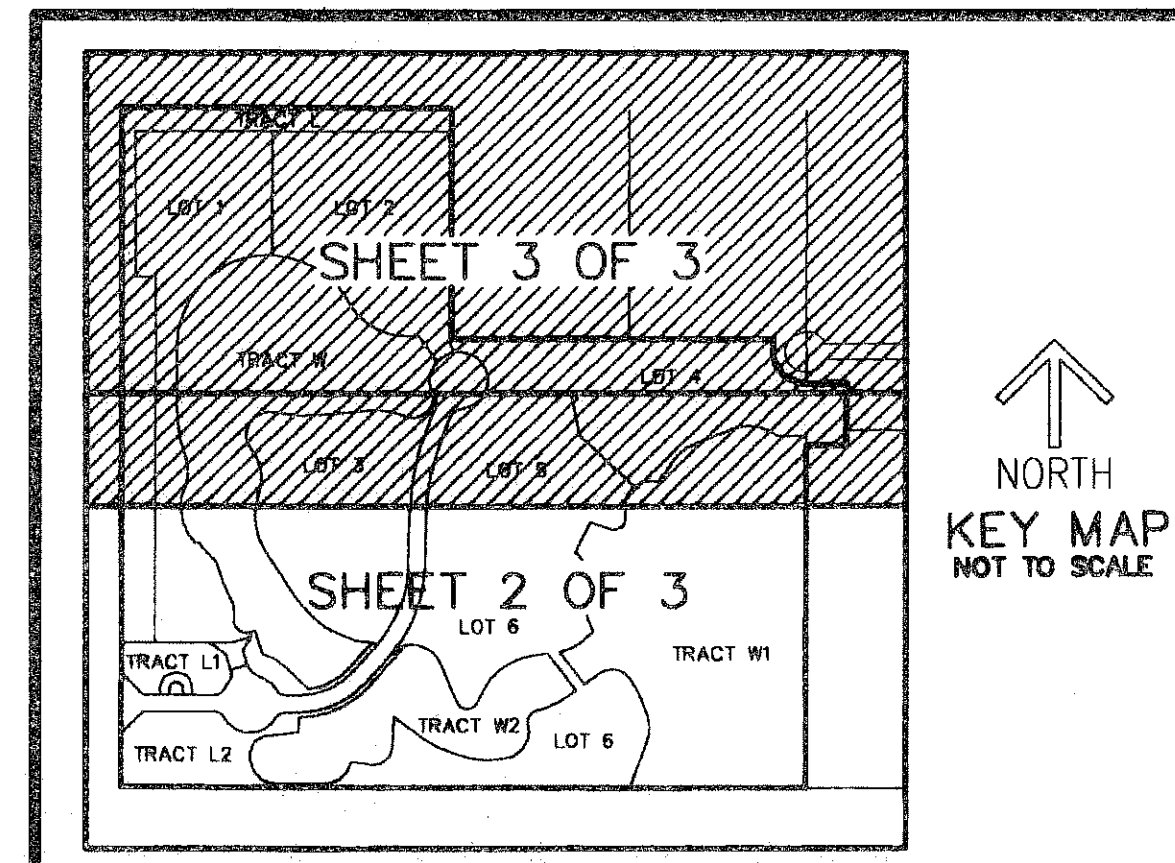 TRACT L
LOT 1
LOT 2
SHEET 3 OF 3
TRACT W
LOT 4
LOT 3
LOT 5
NORTH
KEY MAP
NOT TO SCALE
SHEET 2 OF 3
LOT 6
TRACT L1
TRACT W1
TRACT W2
LOT 6
TRACT L2